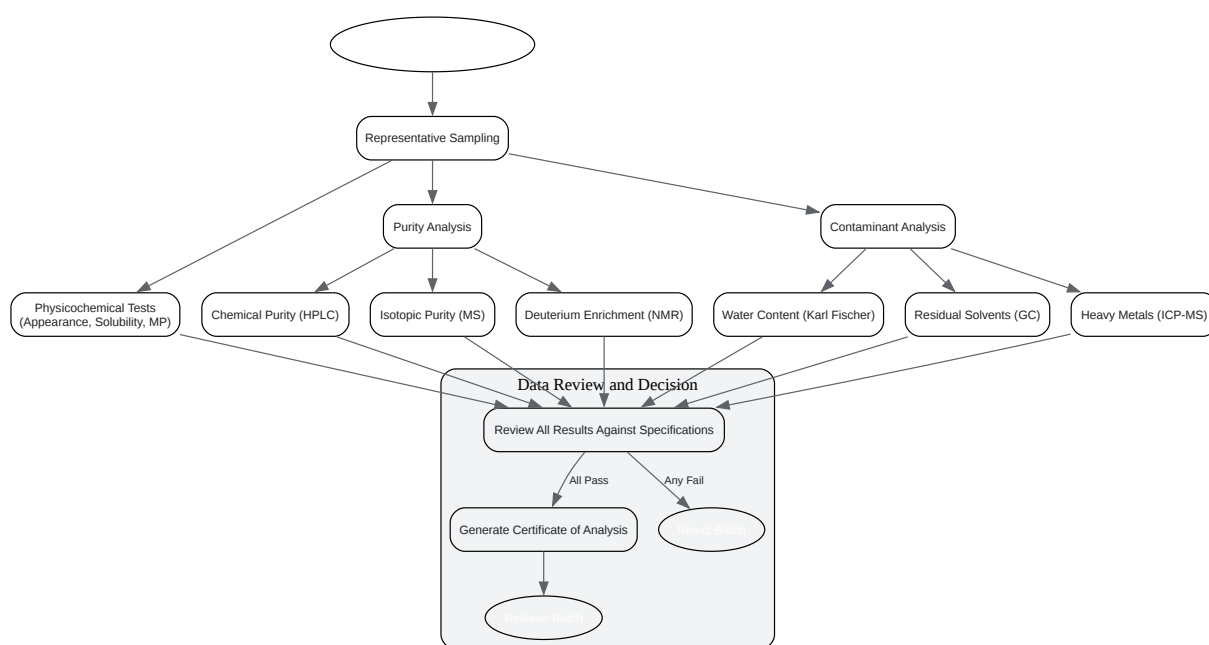 Representative Sampling
Purity Analysis
Contaminant Analysis
Physicochemical Tests
(Appearance, Solubility, MP)
Chemical Purity (HPLC)
Isotopic Purity (MS)
Deuterium Enrichment (NMR)
Water Content (Karl Fischer)
Residual Solvents (GC)
Heavy Metals (ICP-MS)
Data Review and Decision
Review All Results Against Specifications
All Pass
Any Fail
Generate Certificate of Analysis
Reject Batch
Release Batch